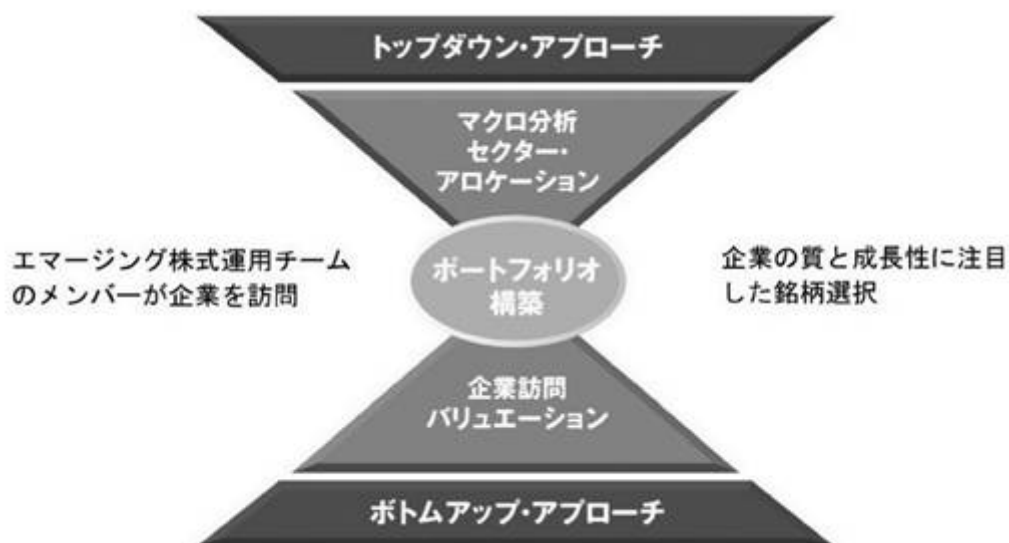 トップダウン・アプローチ
マクロ分析
セクター・
アロケーション
エマージング株式運用チーム
のメンバーが企業を訪問
ポートフォリオ
構築
企業の質と成長性に注目
した銘柄選択
企業訪問
バリュエーション
ボトムアップ・アプローチ